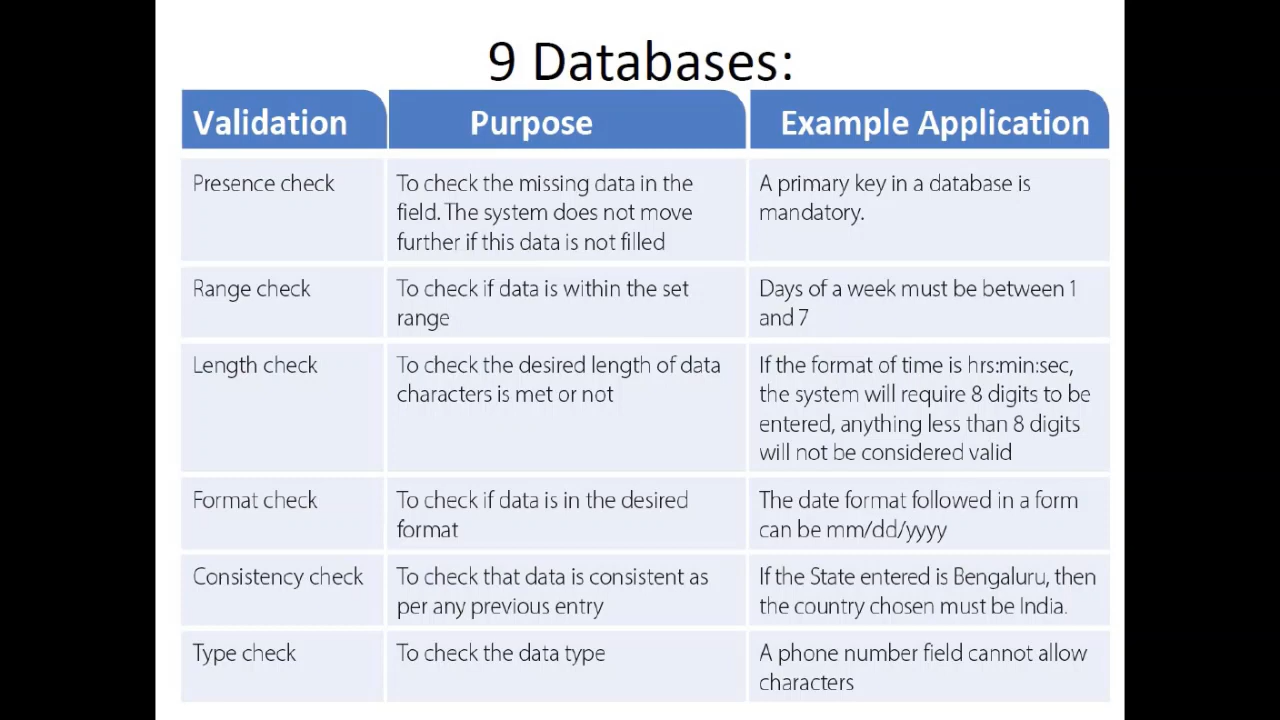 9 Databases:
Validation
Purpose
Example Application
Presence check
To check the missing data in the
field. The system does not move
further if this data is not filled
A primary key in a database is
mandatory.
Range check
To check if data is within the set
range
Days of a week must be between 1
and 7
Length check
To check the desired length of data
characters is met or not
If the format of time is hrs:min:sec,
the system will require 8 digits to be
entered, anything less than 8 digits
will not be considered valid
Format check
To check if data is in the desired
format
The date format followed in a form
can be mm/dd/yyyy
Consistency check
To check that data is consistent as
per any previous entry
If the State entered is Bengaluru, then
the country chosen must be India.
Type check
To check the data type
A phone number field cannot allow
characters